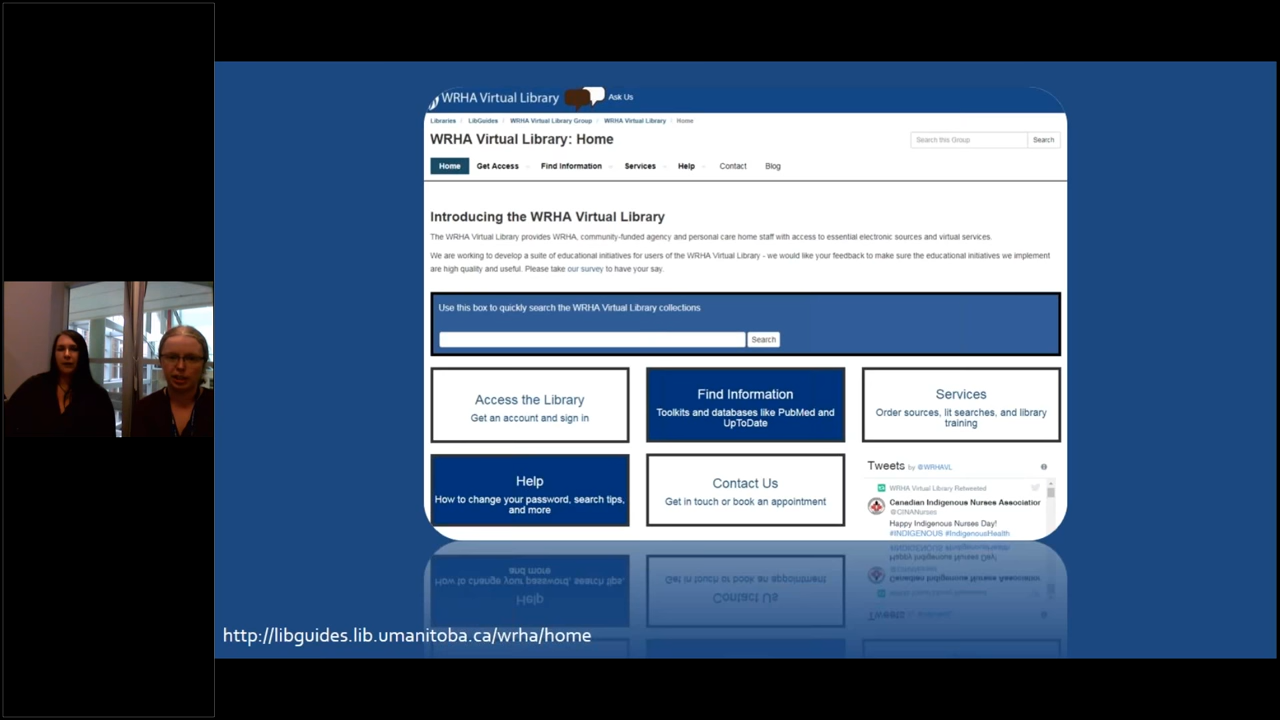 WRHA Virtual Library Ask Us
Libraries / LibGuides / WRHA Virtual Library Group / WRHA Virtual Library / Home
WRHA Virtual Library: Home
Search this Group Search
Home Get Access Find Information Services Help Contact Blog
Introducing the WRHA Virtual Library
The WRHA Virtual Library provides WRHA, community-funded agency and personal care home staff with access to essential electronic sources and virtual services.
We are working to develop a suite of educational initiatives for users of the WRHA Virtual Library - we would like your feedback to make sure the educational initiatives we implement
are high quality and useful. Please take our survey to have your say.
Use this box to quickly search the WRHA Virtual Library collections
Search
Access the Library
Get an account and sign in
Find Information
Toolkits and databases like PubMed and
UpToDate
Services
Order sources, lit searches, and library
training
Help
How to change your password, search tips,
and more
Contact Us
Get in touch or book an appointment
Tweets by @WRHAVL
WRHA Virtual Library Retweeted
Canadian Indigenous Nurses Association
@CINANurses
Happy Indigenous Nurses Day!
#INDIGENOUS #IndigenousHealth
http://libguides.lib.umanitoba.ca/wrha/home